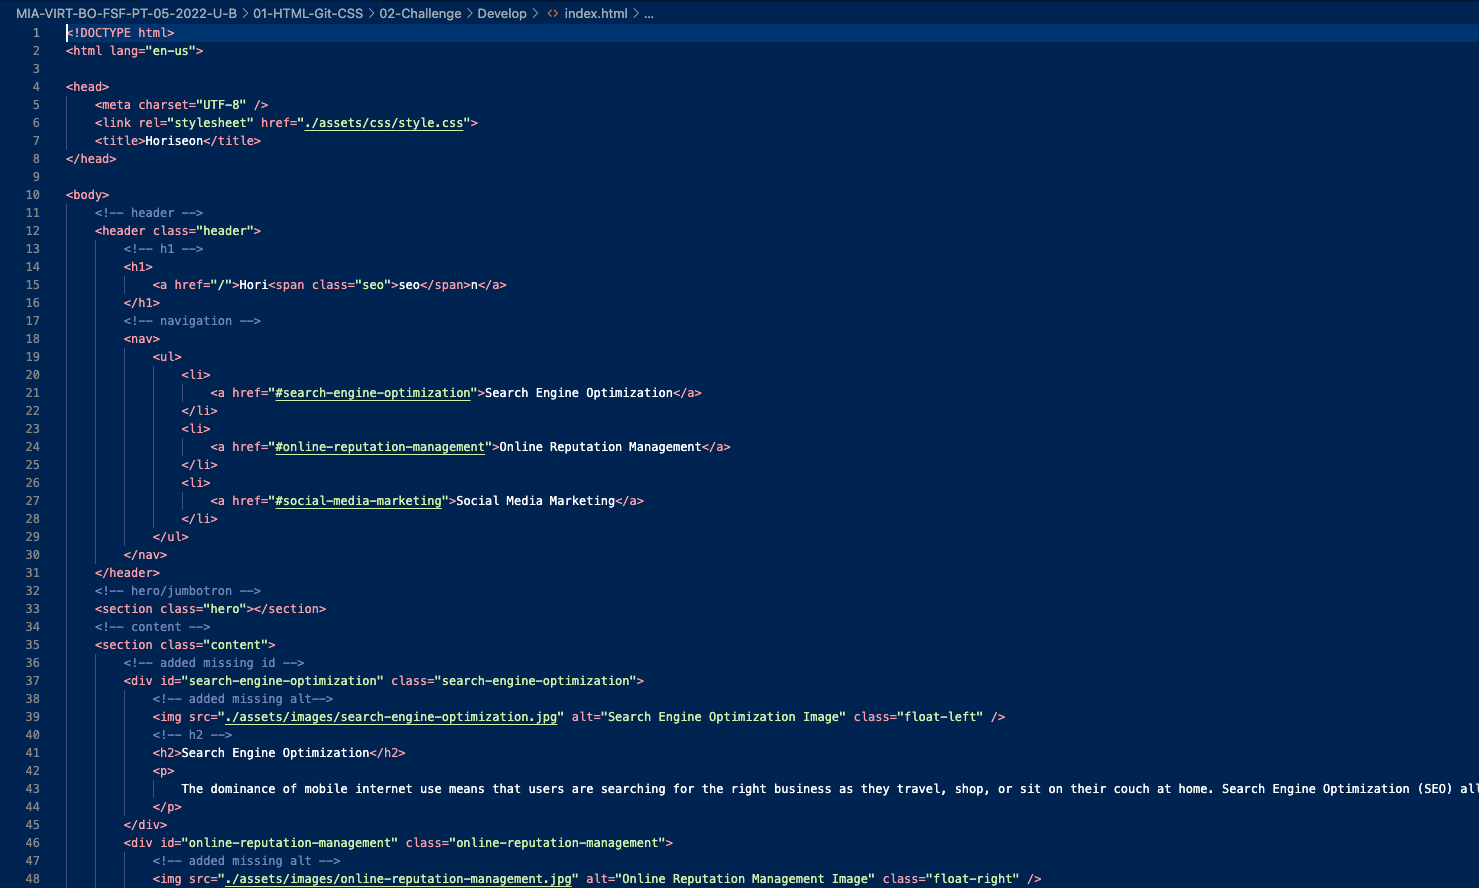 MIA-VIRT-BO-FSF-PT-05-2022-U-B > 01-HTML-Git-CSS > 02-Challenge > Develop > <> index.html > ...
1 <!DOCTYPE html>
2 <html lang="en-us">
3
4 <head>
5 <meta charset="UTF-8" />
6 <link rel="stylesheet" href="./assets/css/style.css">
7 <title>Horiseon</title>
8 </head>
9
10 <body>
11 <!-- header -->
12 <header class="header">
13 <!-- h1 -->
14 <h1>
15 <a href="/">Hori<span class="seo">seo</span>n</a>
16 </h1>
17 <!-- navigation -->
18 <nav>
19 <ul>
20 <li>
21 <a href="#search-engine-optimization">Search Engine Optimization</a>
22 </li>
23 <li>
24 <a href="#online-reputation-management">Online Reputation Management</a>
25 </li>
26 <li>
27 <a href="#social-media-marketing">Social Media Marketing</a>
28 </li>
29 </ul>
30 </nav>
31 </header>
32 <!-- hero/jumbotron -->
33 <section class="hero"></section>
34 <!-- content -->
35 <section class="content">
36 <!-- added missing id -->
37 <div id="search-engine-optimization" class="search-engine-optimization">
38 <!-- added missing alt-->
39 <img src="./assets/images/search-engine-optimization.jpg" alt="Search Engine Optimization Image" class="float-left" />
40 <!-- h2 -->
41 <h2>Search Engine Optimization</h2>
42 <p>
43 The dominance of mobile internet use means that users are searching for the right business as they travel, shop, or sit on their couch at home. Search Engine Optimization (SEO) all
44 </p>
45 </div>
46 <div id="online-reputation-management" class="online-reputation-management">
47 <!-- added missing alt -->
48 <img src="./assets/images/online-reputation-management.jpg" alt="Online Reputation Management Image" class="float-right" />